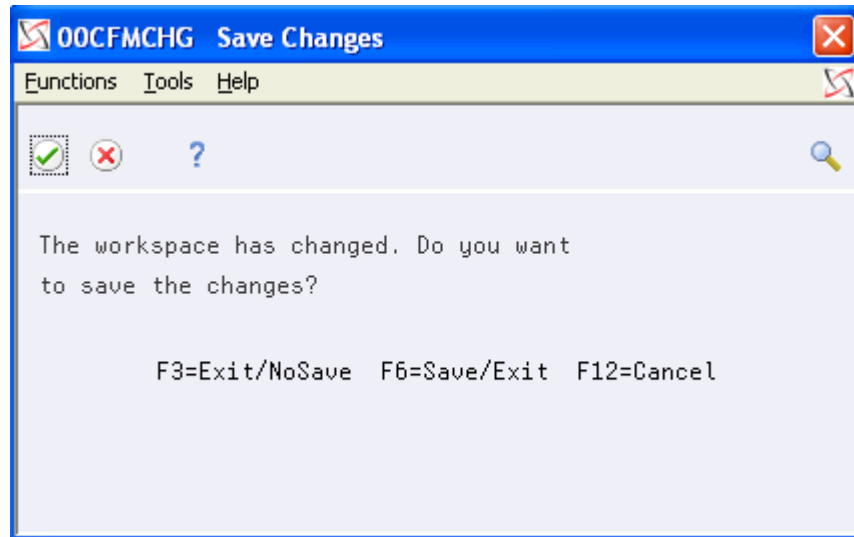 00CFMCHG Save Changes
Functions Tools Help
?
The workspace has changed. Do you want
to save the changes?
F3=Exit/NoSave F6=Save/Exit F12=Cancel